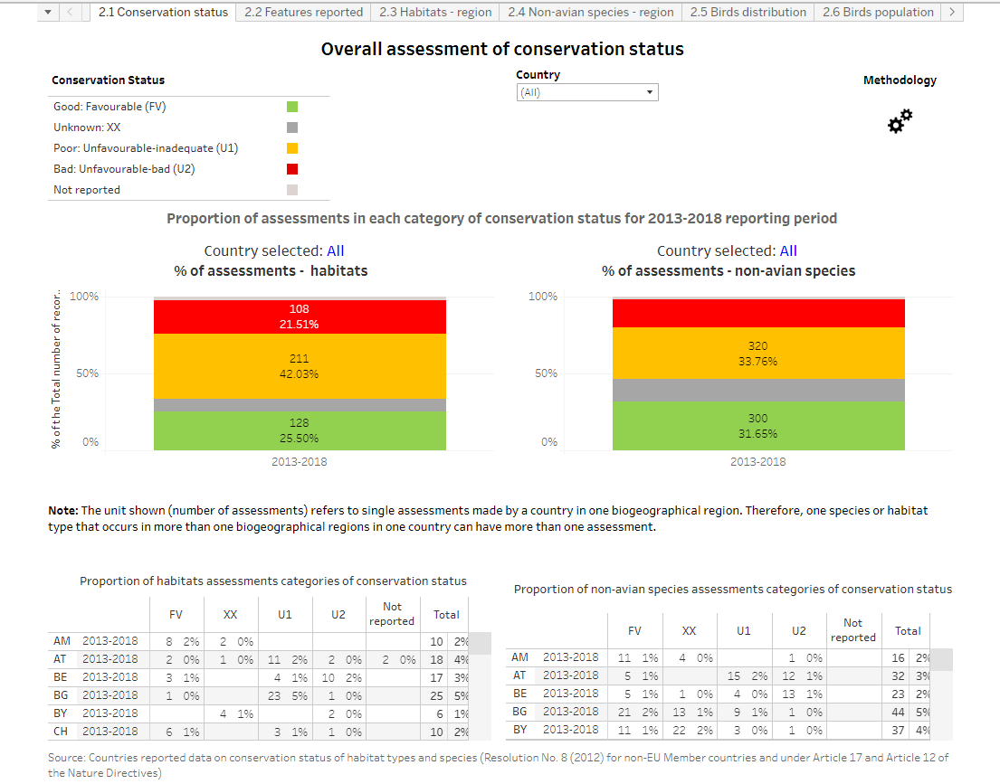 2.1 Conservation status 2.2 Features reported 2.3 Habitats - region 2.4 Non-avian species - region 2.5 Birds distribution 2.6 Birds population
Overall assessment of conservation status
Conservation Status
Good: Favourable (FV)
Unknown: XX
Poor: Unfavourable-inadequate (U1)
Bad: Unfavourable-bad (U2)
Not reported
Country
(All)
Methodology
Proportion of assessments in each category of conservation status for 2013-2018 reporting period
Country selected: All
% of assessments - habitats
% of the Total number of recor..
100%
50%
0%
108
21.51%
211
42.03%
128
25.50%
2013-2018
Country selected: All
% of assessments - non-avian species
100%
50%
0%
320
33.76%
300
31.65%
2013-2018
Note: The unit shown (number of assessments) refers to single assessments made by a country in one biogeographical region. Therefore, one species or habitat
type that occurs in more than one biogeographical regions in one country can have more than one assessment.
Proportion of habitats assessments categories of conservation status
FV XX U1 U2 Not reported Total
AM 2013-2018 8 2% 2 0% 10 2%
AT 2013-2018 2 0% 1 0% 11 2% 2 0% 2 0% 18 4%
BE 2013-2018 3 1% 4 1% 10 2% 17 3%
BG 2013-2018 1 0% 23 5% 1 0% 25 5%
BY 2013-2018 4 1% 2 0% 6 1%
CH 2013-2018 6 1% 3 1% 1 0% 10 2%
Proportion of non-avian species assessments categories of conservation status
FV XX U1 U2 Not reported Total
AM 2013-2018 11 1% 4 0% 1 0% 16 2%
AT 2013-2018 5 1% 15 2% 12 1% 32 3%
BE 2013-2018 5 1% 1 0% 4 0% 13 1% 23 2%
BG 2013-2018 21 2% 13 1% 9 1% 1 0% 44 5%
BY 2013-2018 11 1% 22 2% 3 0% 1 0% 37 4%
Source: Countries reported data on conservation status of habitat types and species (Resolution No. 8 (2012) for non-EU Member countries and under Article 17 and Article 12 of
the Nature Directives)